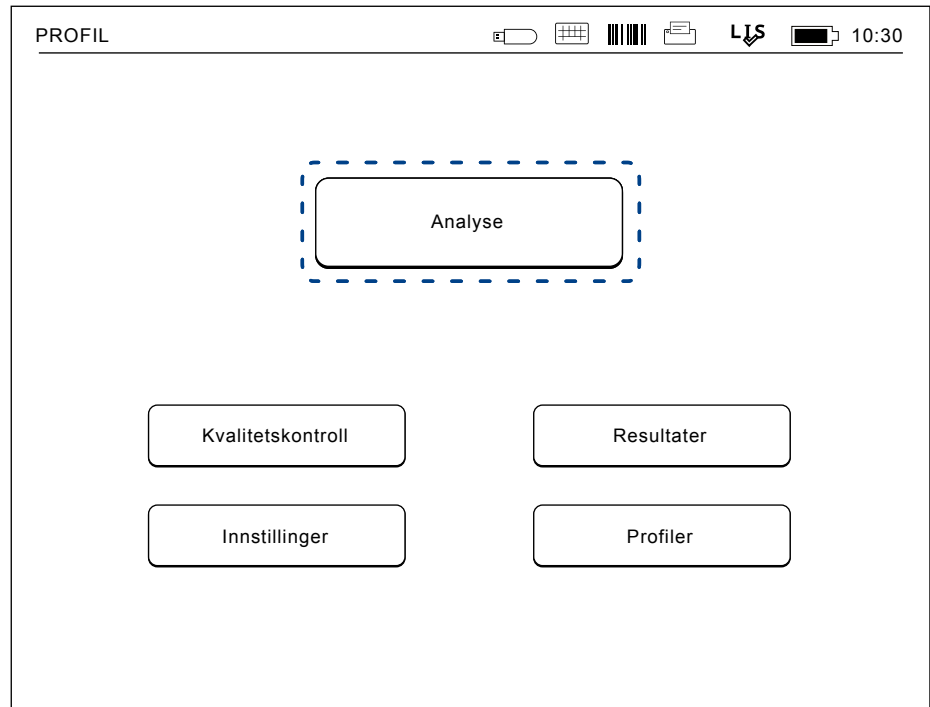 PROFIL LIS 10:30
Analyse
Kvalitetskontroll Resultater
Innstillinger Profiler